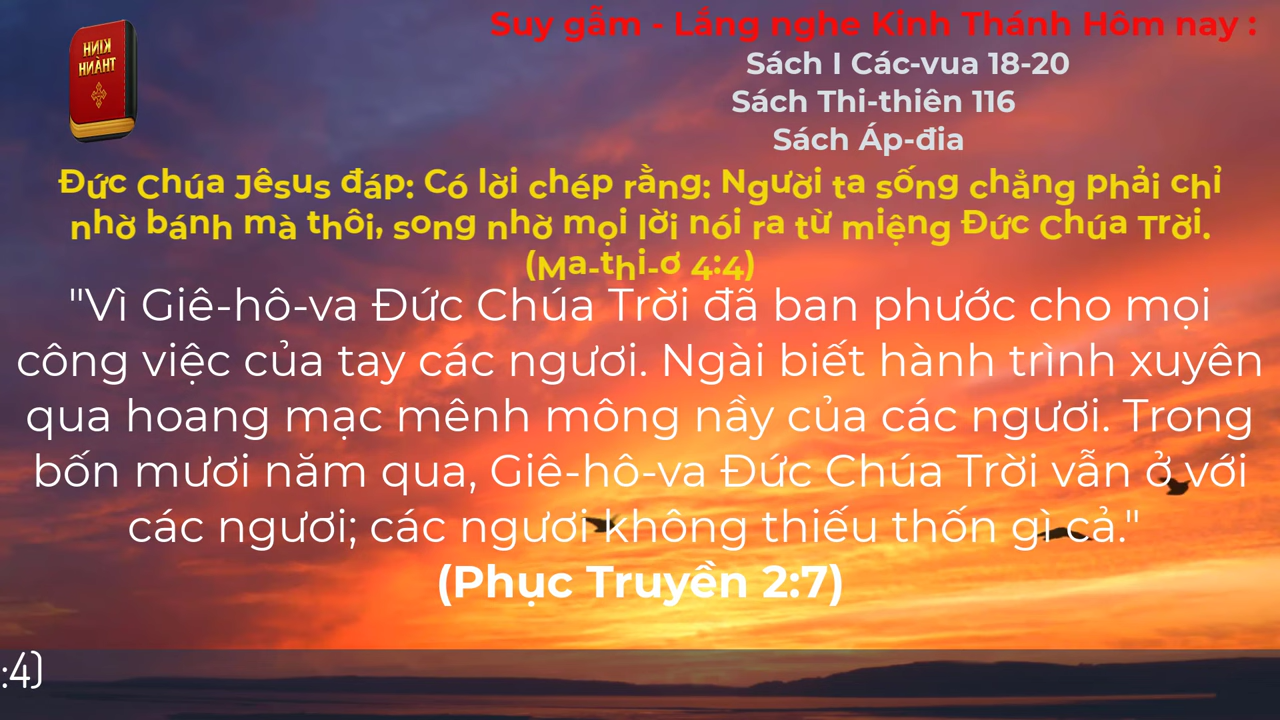 Suy gẫm - Lắng nghe Kinh Thánh Hôm nay :
Sách I Các-vua 18-20
Sách Thi-thiên 116
Sách Áp-đia
KINH
THÁNH
Đức Chúa Jêsus đáp: Có lời chép rằng: Người ta sống chẳng phải chỉ
nhờ bánh mà thôi, song nhờ mọi lời nói ra từ miệng Đức Chúa Trời.
(Ma-thi-ơ 4:4)
"Vì Giê-hô-va Đức Chúa Trời đã ban phước cho mọi
công việc của tay các ngươi. Ngài biết hành trình xuyên
qua hoang mạc mênh mông nầy của các ngươi. Trong
bốn mươi năm qua, Giê-hô-va Đức Chúa Trời vẫn ở với
các ngươi; các ngươi không thiếu thốn gì cả."
(Phục Truyền 2:7)
:4)